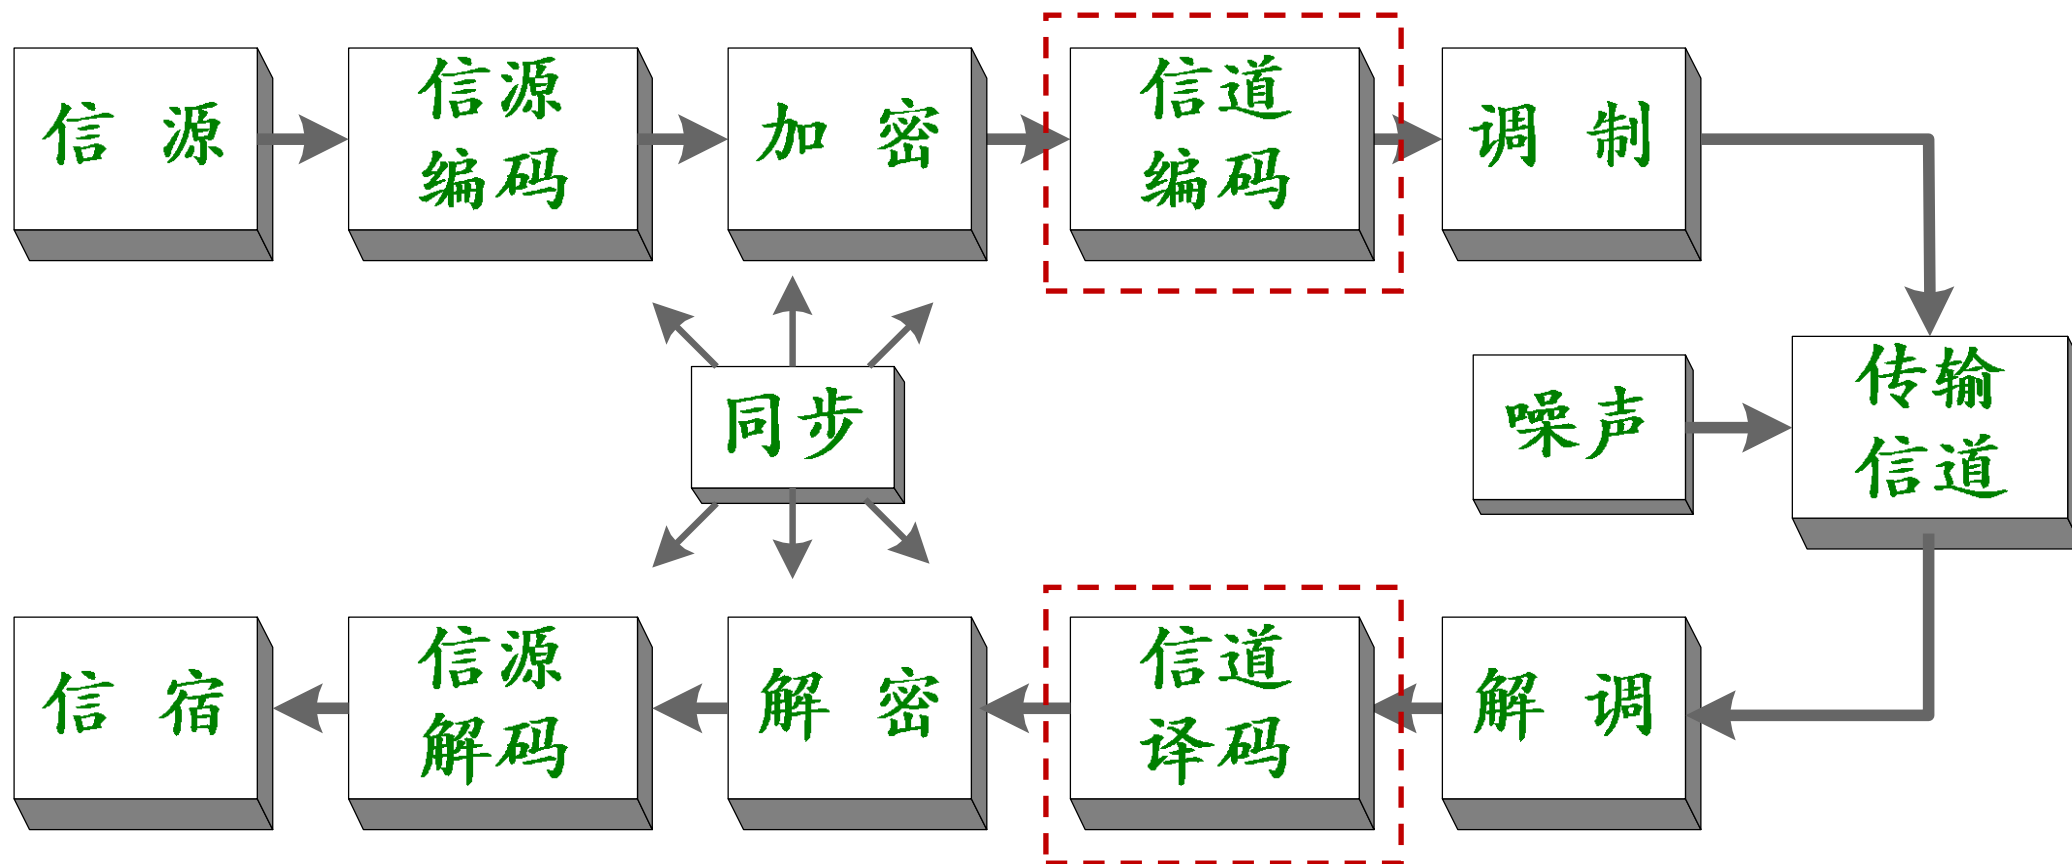 信 源
信源
编码
加 密
信道
编码
调 制
同步
噪声
传输
信道
信 宿
信源
解码
解 密
信道
译码
解 调